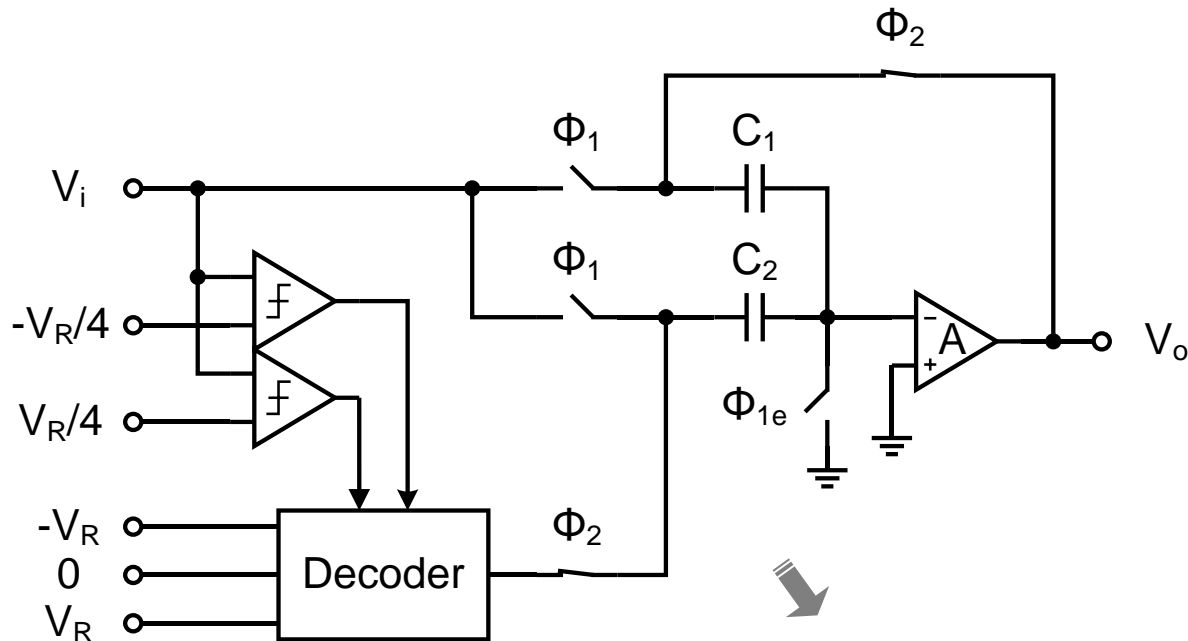 Φ2
Φ1 C1
Vi
Φ1 C2
-VR/4
A
- +
Vo
VR/4
Φ1e
-VR
Φ2
0 Decoder
VR